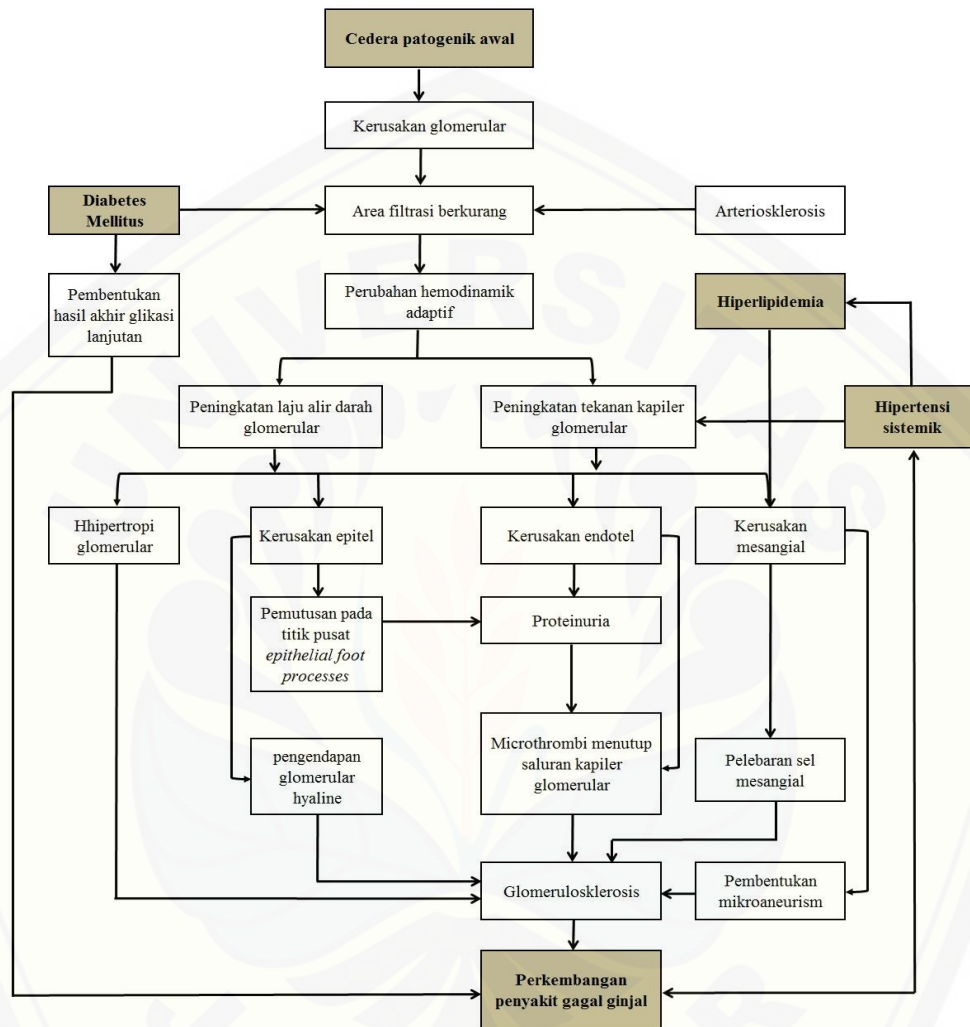 Cedera patogenik awal
Kerusakan glomerular
Diabetes
Mellitus
Area filtrasi berkurang
Arteriosklerosis
Pembentukan
hasil akhir glikasi
lanjutan
Perubahan hemodinamik
adaptif
Hiperlipidemia
Peningkatan laju alir darah
glomerular
Peningkatan tekanan kapiler
glomerular
Hipertensi
sistemik
Hhipertropi
glomerular
Kerusakan epitel
Kerusakan endotel
Kerusakan
mesangial
Pemutusan pada
titik pusat
epithelial foot
processes
Proteinuria
pengendapan
glomerular
hyaline
Microthrombi menutup
saluran kapiler
glomerular
Pelebaran sel
mesangial
Glomerulosklerosis
Pembentukan
mikroaneurism
Perkembangan
penyakit gagal ginjal
UNIVERSITAS